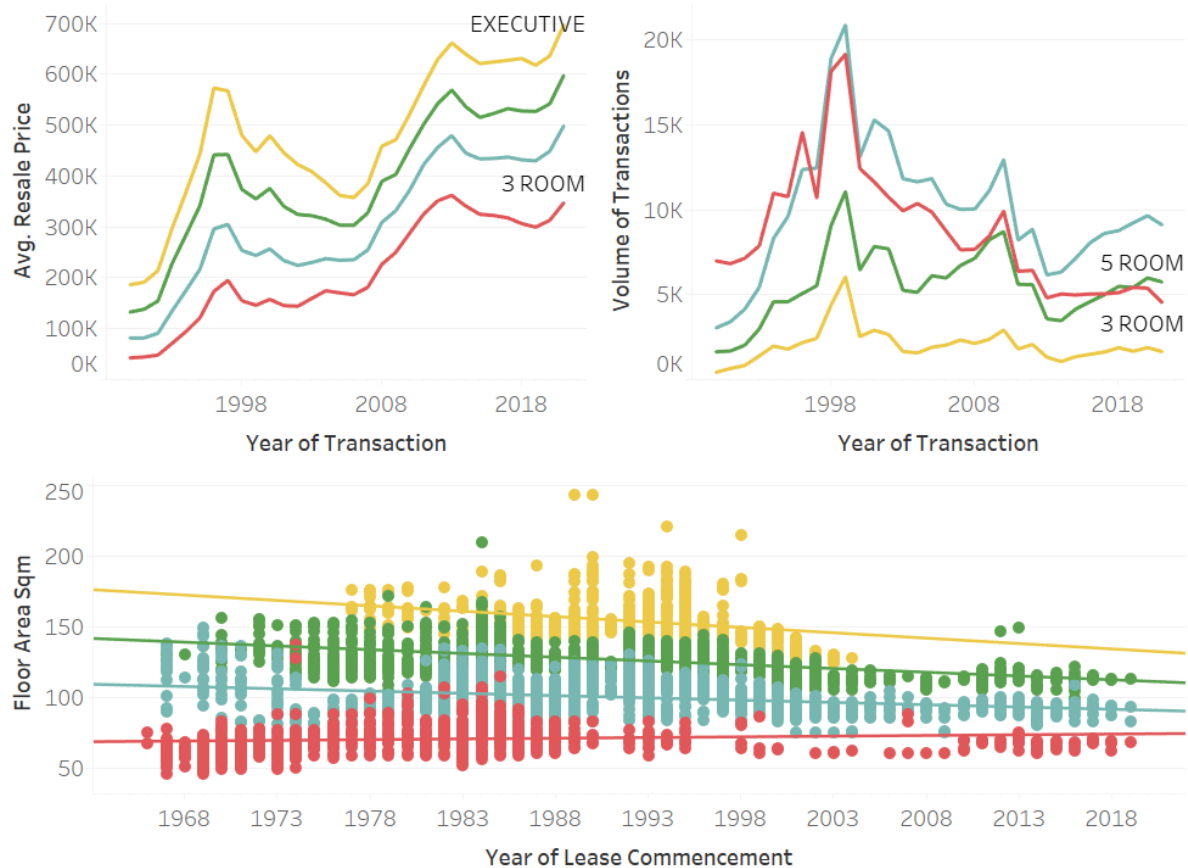 Avg. Resale Price
700K
600K
500K
400K
300K
200K
100K
0K
EXECUTIVE
3 ROOM
1998
2008
2018
Year of Transaction
Volume of Transactions
20K
15K
10K
5K
0K
5 ROOM
3 ROOM
1998
2008
2018
Year of Transaction
Floor Area Sqm
250
200
150
100
50
1968
1973
1978
1983
1988
1993
1998
2003
2008
2013
2018
Year of Lease Commencement